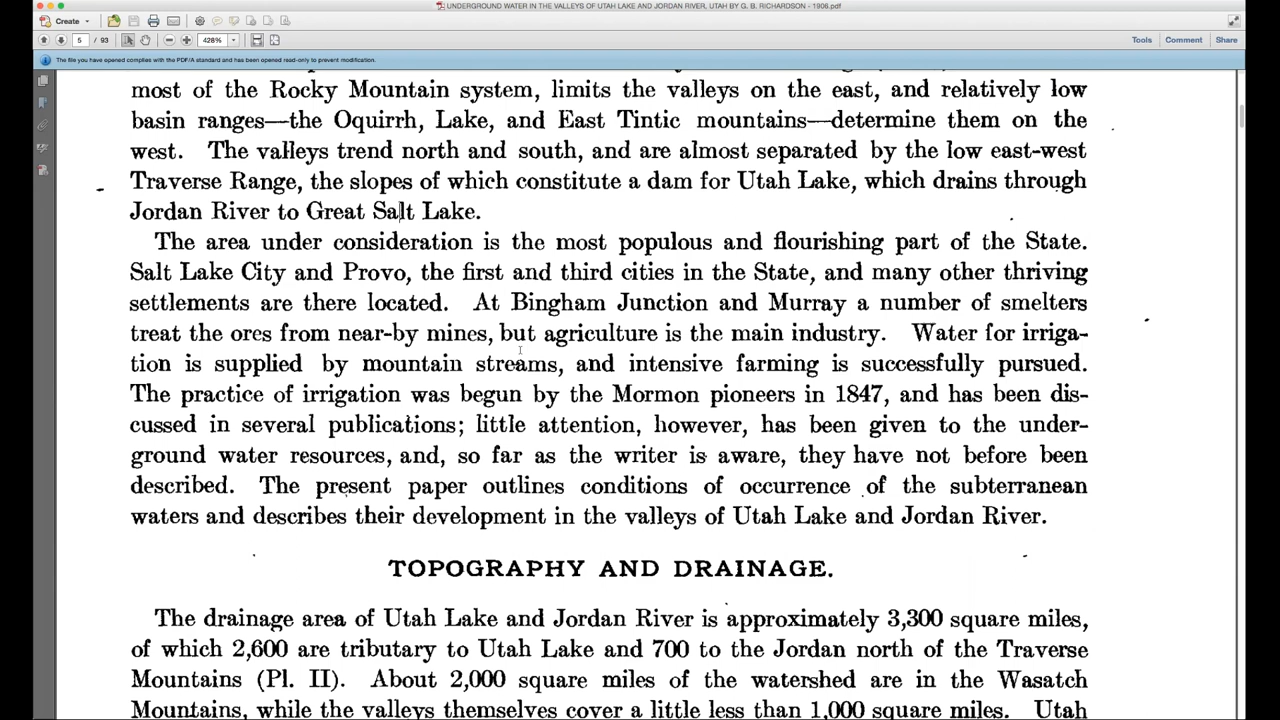 UNDERGROUND WATER IN THE VALLEYS OF UTAH LAKE AND JORDAN RIVER, UTAH BY G. B. RICHARDSON - 1906.pdf
Create
5 / 93
428%
Tools Comment Share
The file you have opened complies with the PDF/A standard and has been opened read-only to prevent modification.
most of the Rocky Mountain system, limits the valleys on the east, and relatively low
basin ranges—the Oquirrh, Lake, and East Tintic mountains—determine them on the
west. The valleys trend north and south, and are almost separated by the low east-west
Traverse Range, the slopes of which constitute a dam for Utah Lake, which drains through
Jordan River to Great Salt Lake.
The area under consideration is the most populous and flourishing part of the State.
Salt Lake City and Provo, the first and third cities in the State, and many other thriving
settlements are there located. At Bingham Junction and Murray a number of smelters
treat the ores from near-by mines, but agriculture is the main industry. Water for irriga-
tion is supplied by mountain streams, and intensive farming is successfully pursued.
The practice of irrigation was begun by the Mormon pioneers in 1847, and has been dis-
cussed in several publications; little attention, however, has been given to the under-
ground water resources, and, so far as the writer is aware, they have not before been
described. The present paper outlines conditions of occurrence of the subterranean
waters and describes their development in the valleys of Utah Lake and Jordan River.
TOPOGRAPHY AND DRAINAGE.
The drainage area of Utah Lake and Jordan River is approximately 3,300 square miles,
of which 2,600 are tributary to Utah Lake and 700 to the Jordan north of the Traverse
Mountains (Pl. II). About 2,000 square miles of the watershed are in the Wasatch
Mountains, while the valleys themselves cover a little less than 1,000 square miles. Utah